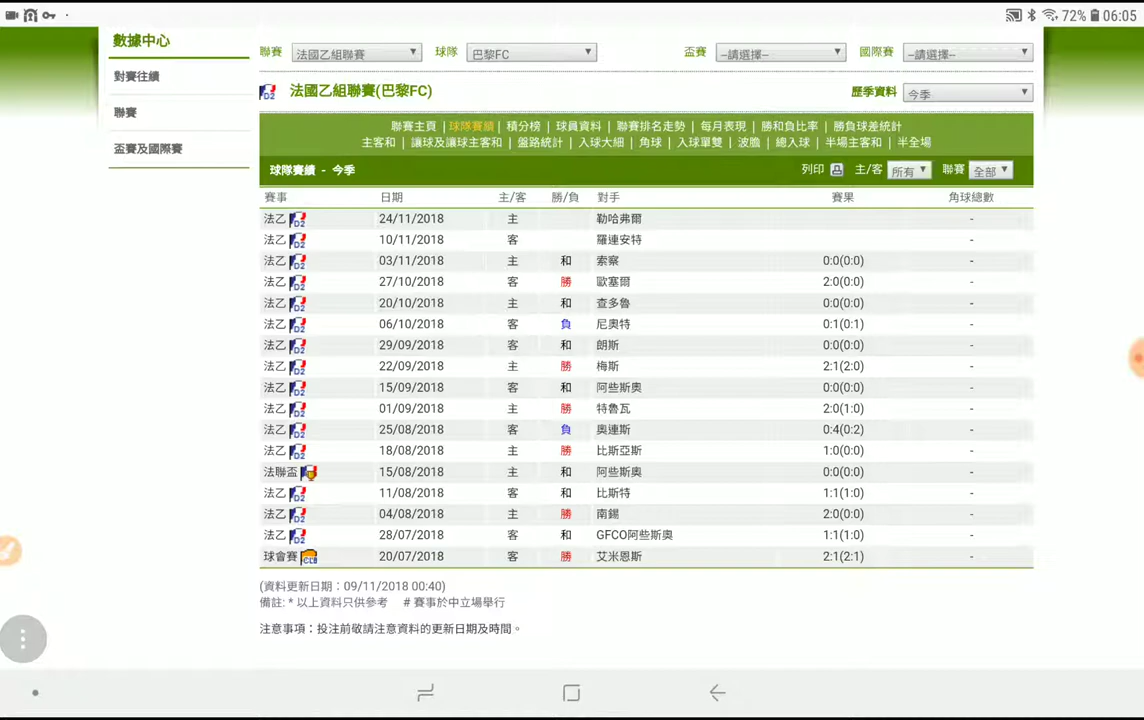 72% 06:05
數據中心
對賽往績
聯賽
盃賽及國際賽
聯賽 法國乙組聯賽 球隊 巴黎FC 盃賽 --請選擇-- 國際賽 --請選擇--
D2 法國乙組聯賽(巴黎FC) 歷季資料 今季
聯賽主頁 | 球隊賽績 | 積分榜 | 球員資料 | 聯賽排名走勢 | 每月表現 | 勝和負比率 | 勝負球差統計
主客和 | 讓球及讓球主客和 | 盤路統計 | 入球大細 | 角球 | 入球單雙 | 波膽 | 總入球 | 半場主客和 | 半全場
球隊賽績 - 今季 列印 主/客 所有 聯賽 全部
賽事 日期 主/客 勝/負 對手 賽果 角球總數
法乙 D2 24/11/2018 主 勒哈弗爾 -
法乙 D2 10/11/2018 客 羅連安特 -
法乙 D2 03/11/2018 主 和 索察 0:0(0:0) -
法乙 D2 27/10/2018 客 勝 歐塞爾 2:0(0:0) -
法乙 D2 20/10/2018 主 和 查多魯 0:0(0:0) -
法乙 D2 06/10/2018 客 負 尼奧特 0:1(0:1) -
法乙 D2 29/09/2018 客 和 朗斯 0:0(0:0) -
法乙 D2 22/09/2018 主 勝 梅斯 2:1(2:0) -
法乙 D2 15/09/2018 客 和 阿些斯奧 0:0(0:0) -
法乙 D2 01/09/2018 主 勝 特魯瓦 2:0(1:0) -
法乙 D2 25/08/2018 客 負 奧連斯 0:4(0:2) -
法乙 D2 18/08/2018 主 勝 比斯亞斯 1:0(0:0) -
法聯盃 15/08/2018 主 和 阿些斯奧 0:0(0:0) -
法乙 D2 11/08/2018 客 和 比斯特 1:1(1:0) -
法乙 D2 04/08/2018 主 勝 南錫 2:0(0:0) -
法乙 D2 28/07/2018 客 和 GFCO阿些斯奧 1:1(1:0) -
球會賽 CLB 20/07/2018 客 勝 艾米恩斯 2:1(2:1) -
(資料更新日期：09/11/2018 00:40)
備註: * 以上資料只供參考 # 賽事於中立場舉行
注意事項：投注前敬請注意資料的更新日期及時間。